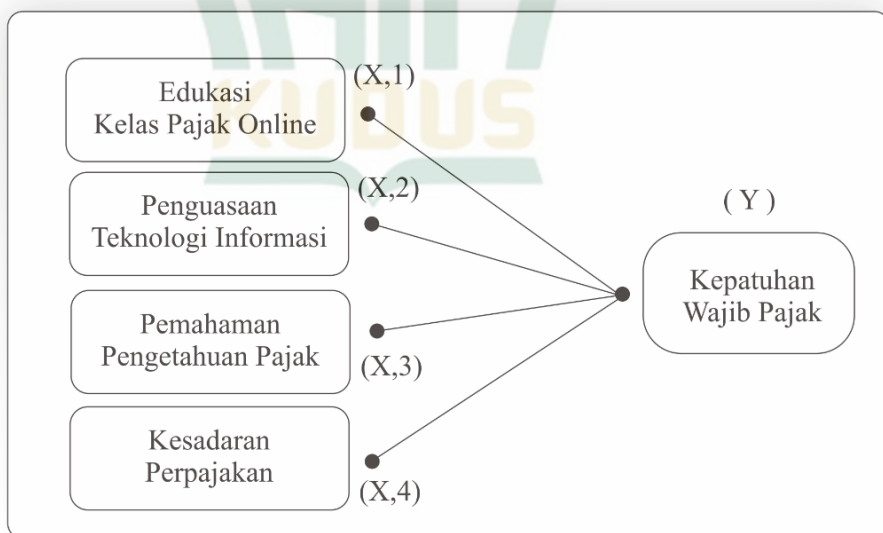 KUDUS
(X,1)
Edukasi
Kelas Pajak Online
(X,2)
Penguasaan
Teknologi Informasi
( Y )
Kepatuhan
Wajib Pajak
Pemahaman
Pengetahuan Pajak
(X,3)
Kesadaran
Perpajakan
(X,4)